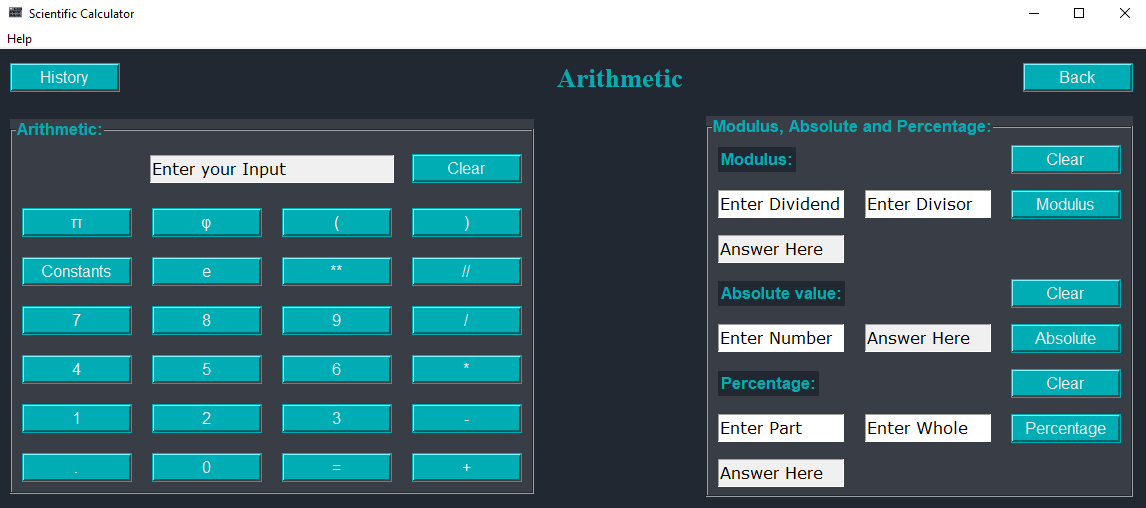 Scientific Calculator
Help
History
Arithmetic
Back
Arithmetic:
Enter your Input
Clear
π φ ( )
Constants e ** //
7 8 9 /
4 5 6 *
1 2 3 -
. 0 = +
Modulus, Absolute and Percentage:
Modulus:
Clear
Enter Dividend
Enter Divisor
Modulus
Answer Here
Absolute value:
Clear
Enter Number
Answer Here
Absolute
Percentage:
Clear
Enter Part
Enter Whole
Percentage
Answer Here